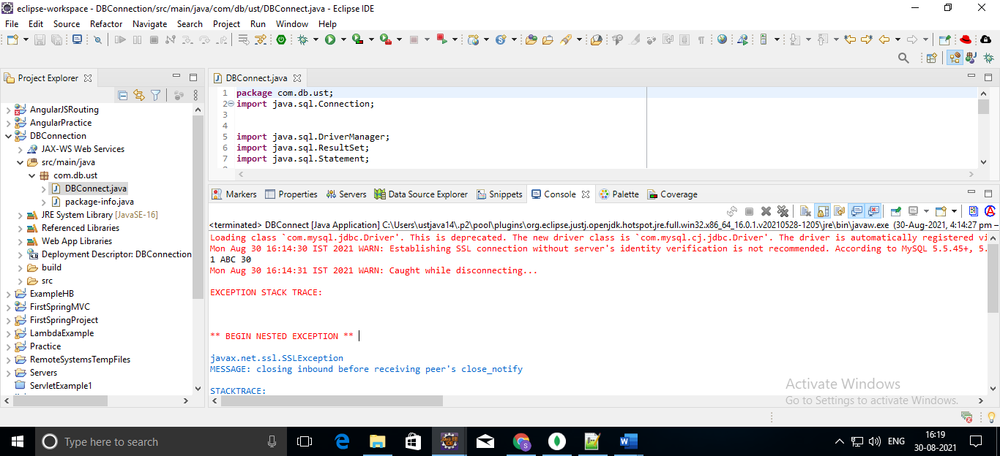 eclipse-workspace - DBConnection/src/main/java/com/db/ust/DBConnect.java - Eclipse IDE
File Edit Source Refactor Navigate Search Project Run Window Help
Project Explorer
AngularJSRouting
AngularPractice
DBConnection
JAX-WS Web Services
src/main/java
com.db.ust
DBConnect.java
package-info.java
JRE System Library [JavaSE-16]
Referenced Libraries
Web App Libraries
Deployment Descriptor: DBConnection
build
src
ExampleHB
FirstSpringMVC
FirstSpringProject
LambdaExample
Practice
RemoteSystemsTempFiles
Servers
ServletExample1
DBConnect.java
1 package com.db.ust;
2 import java.sql.Connection;
3
4
5 import java.sql.DriverManager;
6 import java.sql.ResultSet;
7 import java.sql.Statement;
Markers Properties Servers Data Source Explorer Snippets Console Palette Coverage
<terminated> DBConnect [Java Application] C:\Users\ustjava14\.p2\pool\plugins\org.eclipse.justj.openjdk.hotspot.jre.full.win32.x86_64_16.0.1.v20210528-1205\jre\bin\javaw.exe (30-Aug-2021, 4:14:27 pm –
Loading class `com.mysql.jdbc.Driver'. This is deprecated. The new driver class is `com.mysql.cj.jdbc.Driver'. The driver is automatically registered vi
Mon Aug 30 16:14:30 IST 2021 WARN: Establishing SSL connection without server's identity verification is not recommended. According to MySQL 5.5.45+, 5.
1 ABC 30
Mon Aug 30 16:14:31 IST 2021 WARN: Caught while disconnecting...
EXCEPTION STACK TRACE:
** BEGIN NESTED EXCEPTION **
javax.net.ssl.SSLException
MESSAGE: closing inbound before receiving peer's close_notify
STACKTRACE:
Activate Windows
Go to Settings to activate Windows.
Type here to search
ENG
16:19
30-08-2021